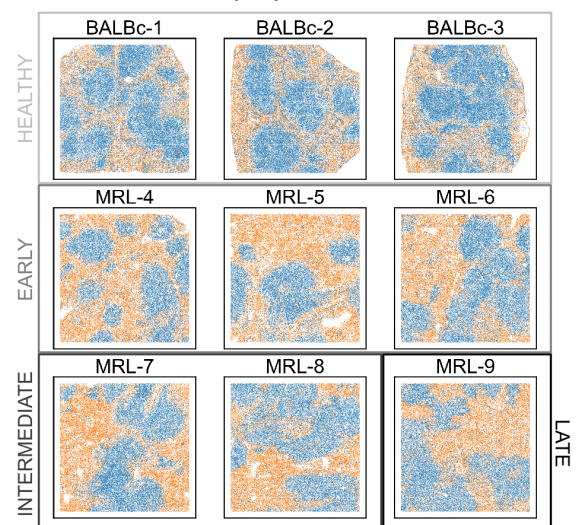 BALBc-1 BALBc-2 BALBc-3
HEALTHY
MRL-4 MRL-5 MRL-6
EARLY
MRL-7 MRL-8 MRL-9
INTERMEDIATE
LATE